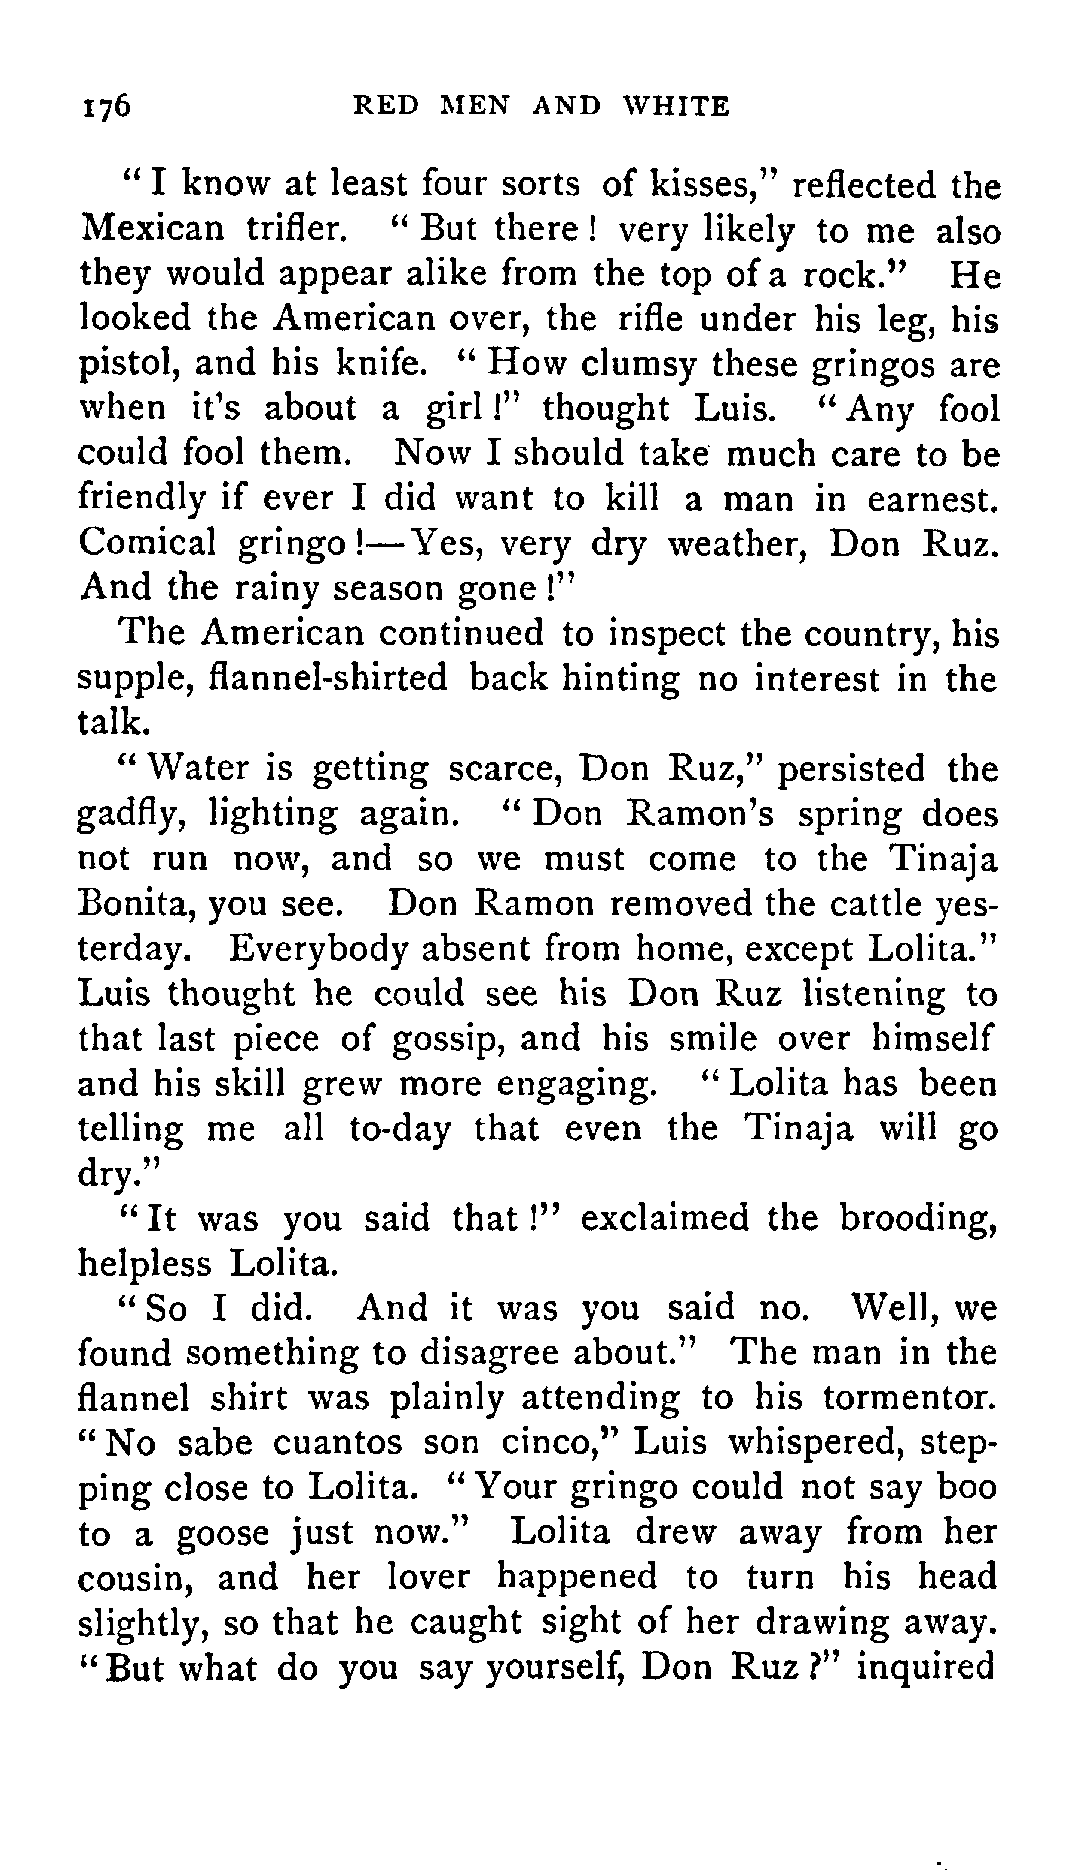 176 RED MEN AND WHITE
" I know at least four sorts of kisses," reflected the
Mexican trifler. " But there ! very likely to me also
they would appear alike from the top of a rock." He
looked the American over, the rifle under his leg, his
pistol, and his knife. " How clumsy these gringos are
when it's about a girl !" thought Luis. " Any fool
could fool them. Now I should take much care to be
friendly if ever I did want to kill a man in earnest.
Comical gringo !—Yes, very dry weather, Don Ruz.
And the rainy season gone !"
The American continued to inspect the country, his
supple, flannel-shirted back hinting no interest in the
talk.
" Water is getting scarce, Don Ruz," persisted the
gadfly, lighting again. " Don Ramon's spring does
not run now, and so we must come to the Tinaja
Bonita, you see. Don Ramon removed the cattle yes-
terday. Everybody absent from home, except Lolita."
Luis thought he could see his Don Ruz listening to
that last piece of gossip, and his smile over himself
and his skill grew more engaging. " Lolita has been
telling me all to-day that even the Tinaja will go
dry."
" It was you said that !" exclaimed the brooding,
helpless Lolita.
" So I did. And it was you said no. Well, we
found something to disagree about." The man in the
flannel shirt was plainly attending to his tormentor.
" No sabe cuantos son cinco," Luis whispered, step-
ping close to Lolita. " Your gringo could not say boo
to a goose just now." Lolita drew away from her
cousin, and her lover happened to turn his head
slightly, so that he caught sight of her drawing away.
" But what do you say yourself, Don Ruz ?" inquired